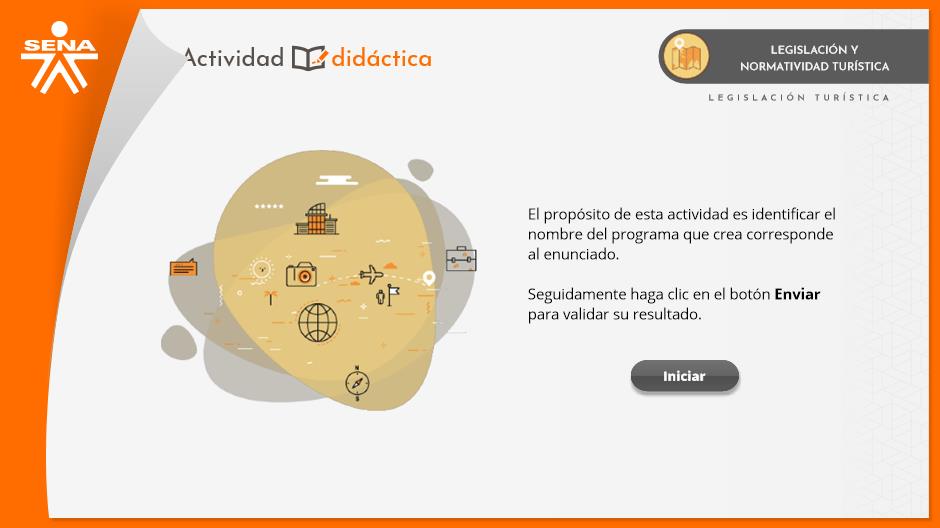 SENA
Actividad didáctica
LEGISLACIÓN Y
NORMATIVIDAD TURÍSTICA
LEGISLACIÓN TURÍSTICA
El propósito de esta actividad es identificar el
nombre del programa que crea corresponde
al enunciado.
Seguidamente haga clic en el botón Enviar
para validar su resultado.
Iniciar
N
S